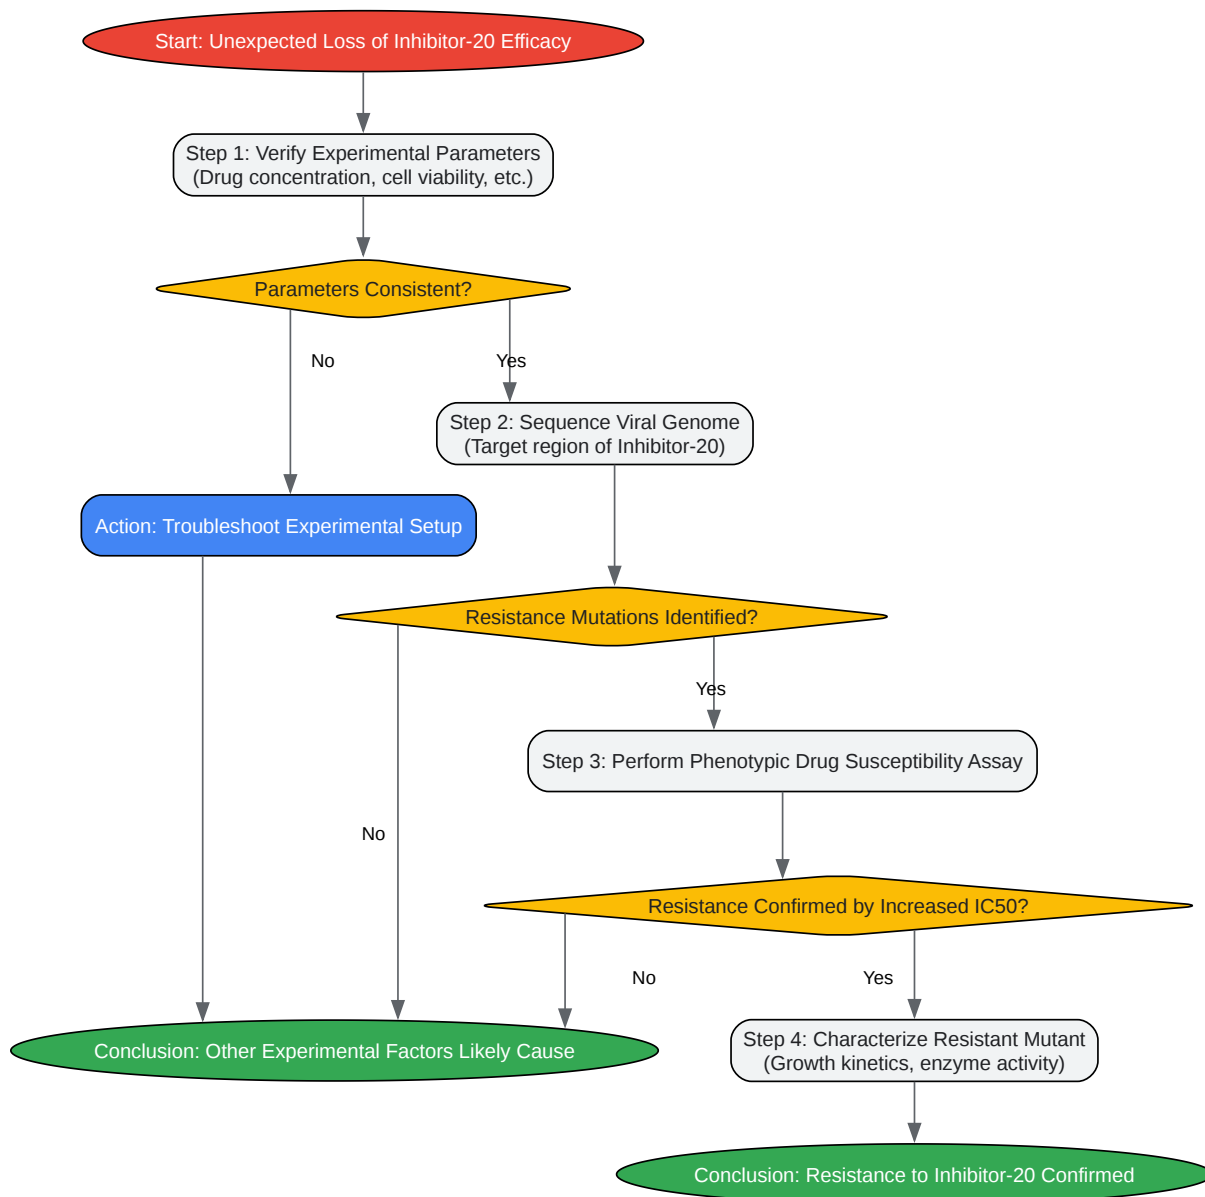 Start: Unexpected Loss of Inhibitor-20 Efficacy
Step 1: Verify Experimental Parameters
(Drug concentration, cell viability, etc.)
Parameters Consistent?
No
Yes
Step 2: Sequence Viral Genome
(Target region of Inhibitor-20)
Action: Troubleshoot Experimental Setup
Resistance Mutations Identified?
Yes
Step 3: Perform Phenotypic Drug Susceptibility Assay
No
Resistance Confirmed by Increased IC50?
No
Yes
Step 4: Characterize Resistant Mutant
(Growth kinetics, enzyme activity)
Conclusion: Other Experimental Factors Likely Cause
Conclusion: Resistance to Inhibitor-20 Confirmed